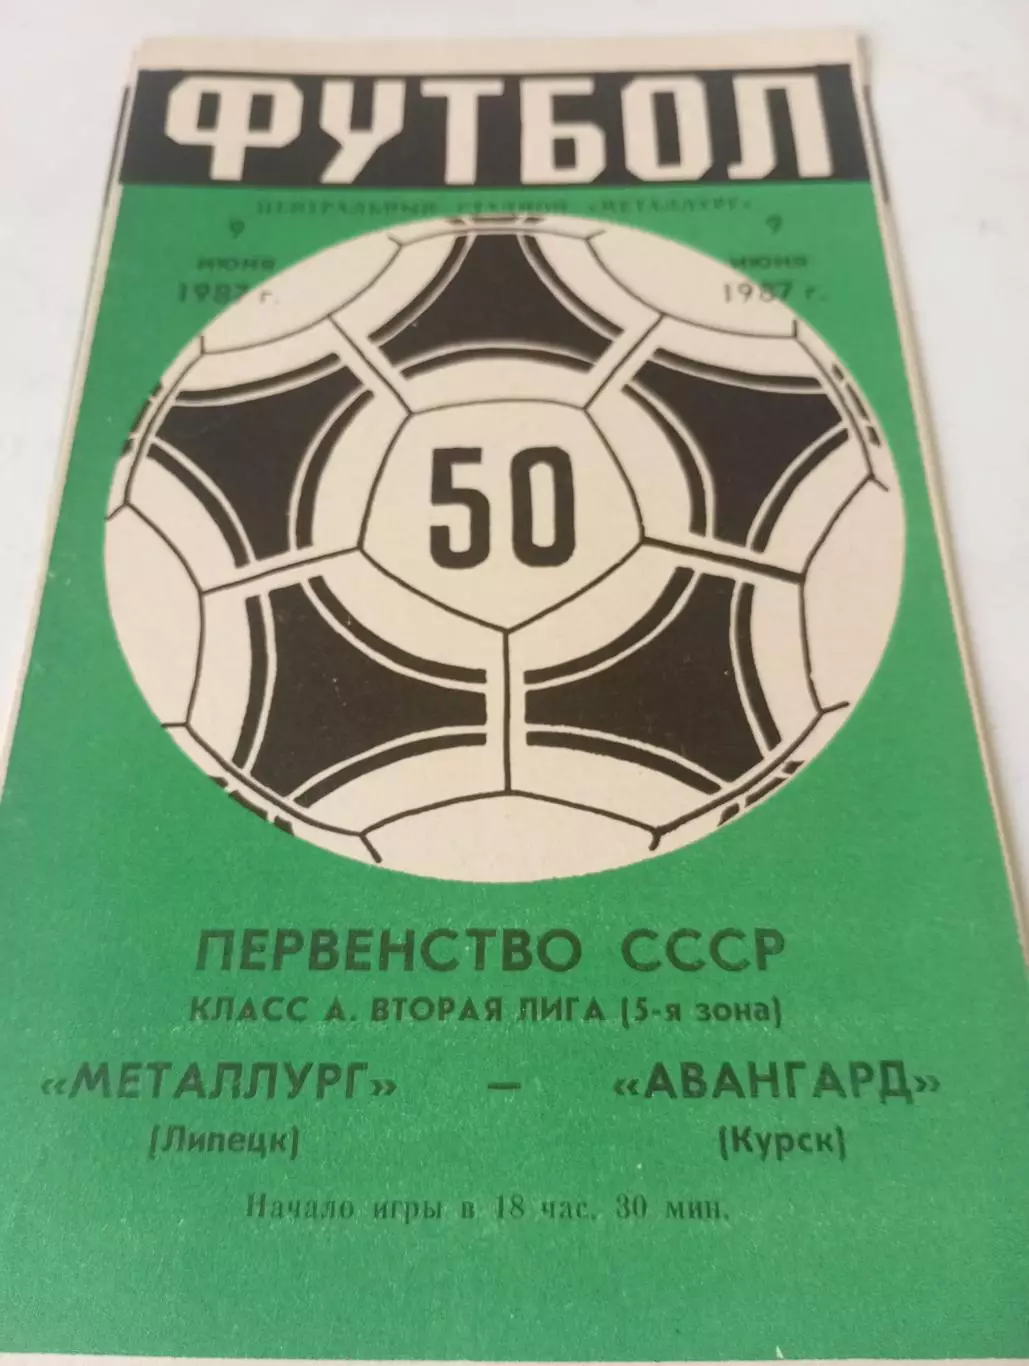 ФУТБОЛ
ЦЕНТРАЛЬНЫЙ СТАДИОН «МЕТАЛЛУРГ»
9 9
июня июня
1987 г. 1987 г.
50
ПЕРВЕНСТВО СССР
КЛАСС А. ВТОРАЯ ЛИГА (5-я зона)
«МЕТАЛЛУРГ» — «АВАНГАРД»
(Липецк) (Курск)
Начало игры в 18 час. 30 мин.